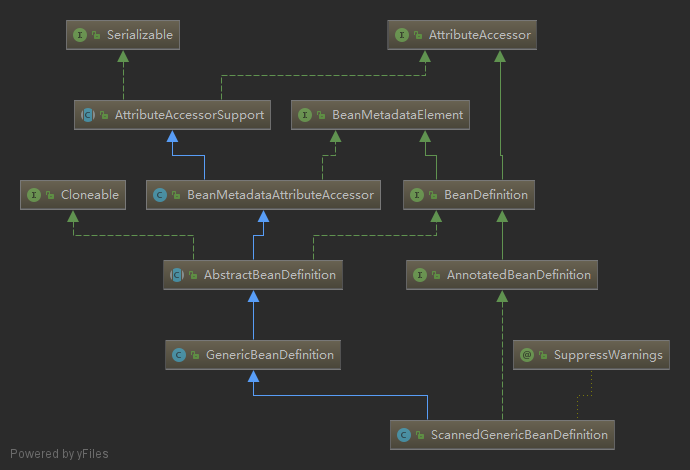 Serializable
AttributeAccessor
AttributeAccessorSupport
BeanMetadataElement
Cloneable
BeanMetadataAttributeAccessor
BeanDefinition
AbstractBeanDefinition
AnnotatedBeanDefinition
GenericBeanDefinition
SuppressWarnings
ScannedGenericBeanDefinition
Powered by yFiles